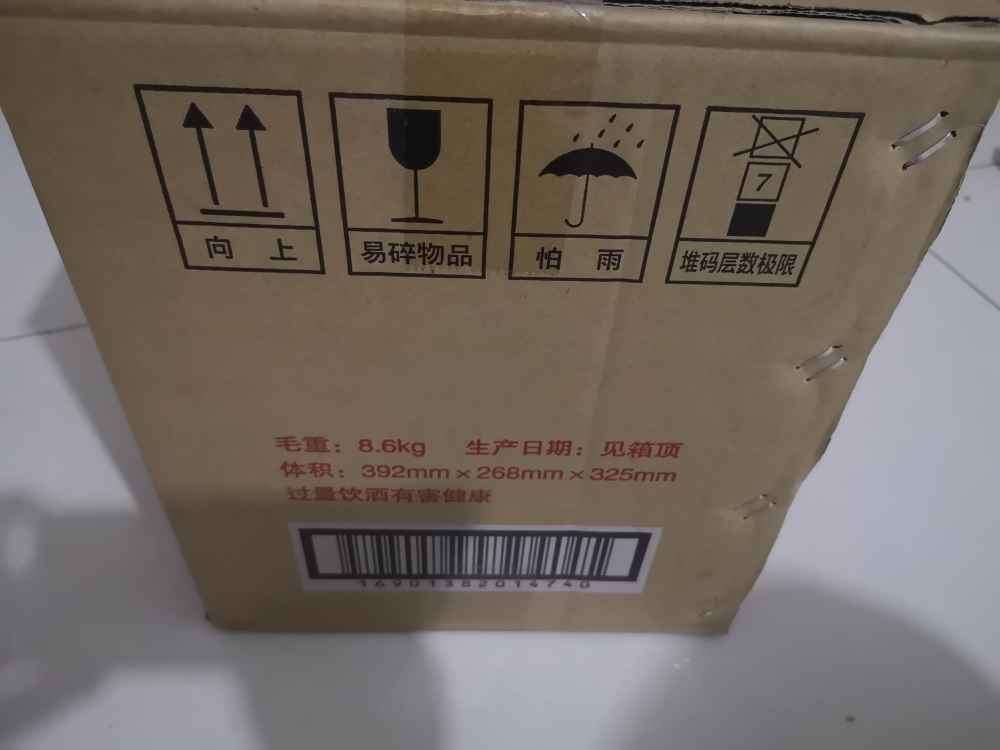 向 上
易碎物品
怕 雨
7
堆码层数极限
毛重：8.6kg 生产日期：见箱顶
体积：392mm×268mm×325mm
过量饮酒有害健康
16901382014740